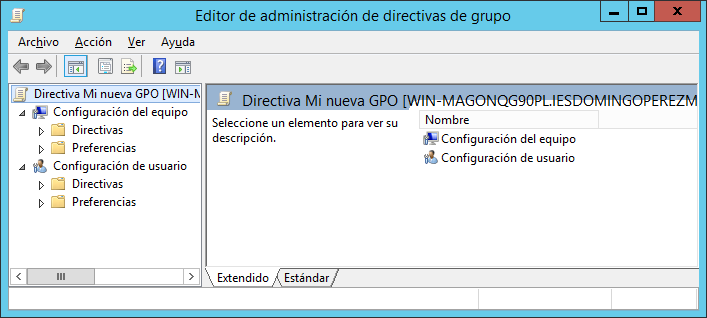 Editor de administración de directivas de grupo
Archivo Acción Ver Ayuda
Directiva Mi nueva GPO [WIN-M
Configuración del equipo
Directivas
Preferencias
Configuración de usuario
Directivas
Preferencias
Directiva Mi nueva GPO [WIN-MAGONQG90PL.IESDOMINGOPEREZM
Seleccione un elemento para ver su
descripción.
Nombre
Configuración del equipo
Configuración de usuario
Extendido Estándar